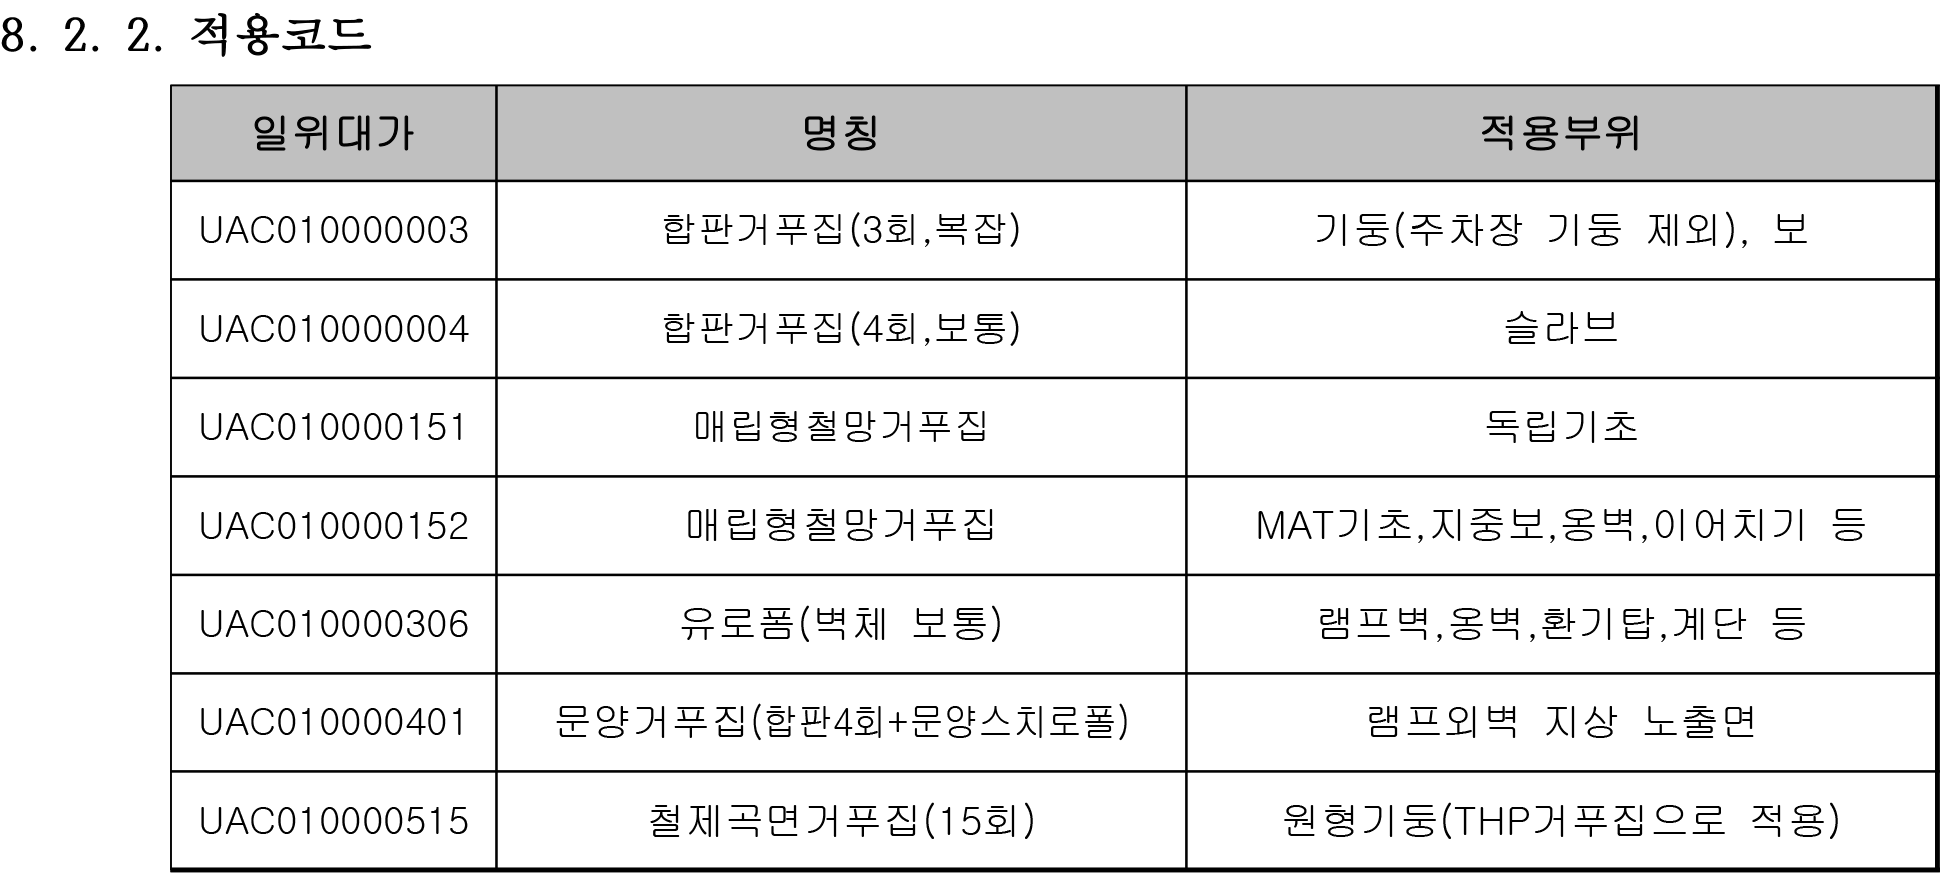 8. 2. 2. 적용코드
일위대가 명칭 적용부위
UAC010000003 합판거푸집(3회,복잡) 기둥(주차장 기둥 제외), 보
UAC010000004 합판거푸집(4회,보통) 슬라브
UAC010000151 매립형철망거푸집 독립기초
UAC010000152 매립형철망거푸집 MAT기초,지중보,옹벽,이어치기 등
UAC010000306 유로폼(벽체 보통) 램프벽,옹벽,환기탑,계단 등
UAC010000401 문양거푸집(합판4회+문양스치로폴) 램프외벽 지상 노출면
UAC010000515 철제곡면거푸집(15회) 원형기둥(THP거푸집으로 적용)